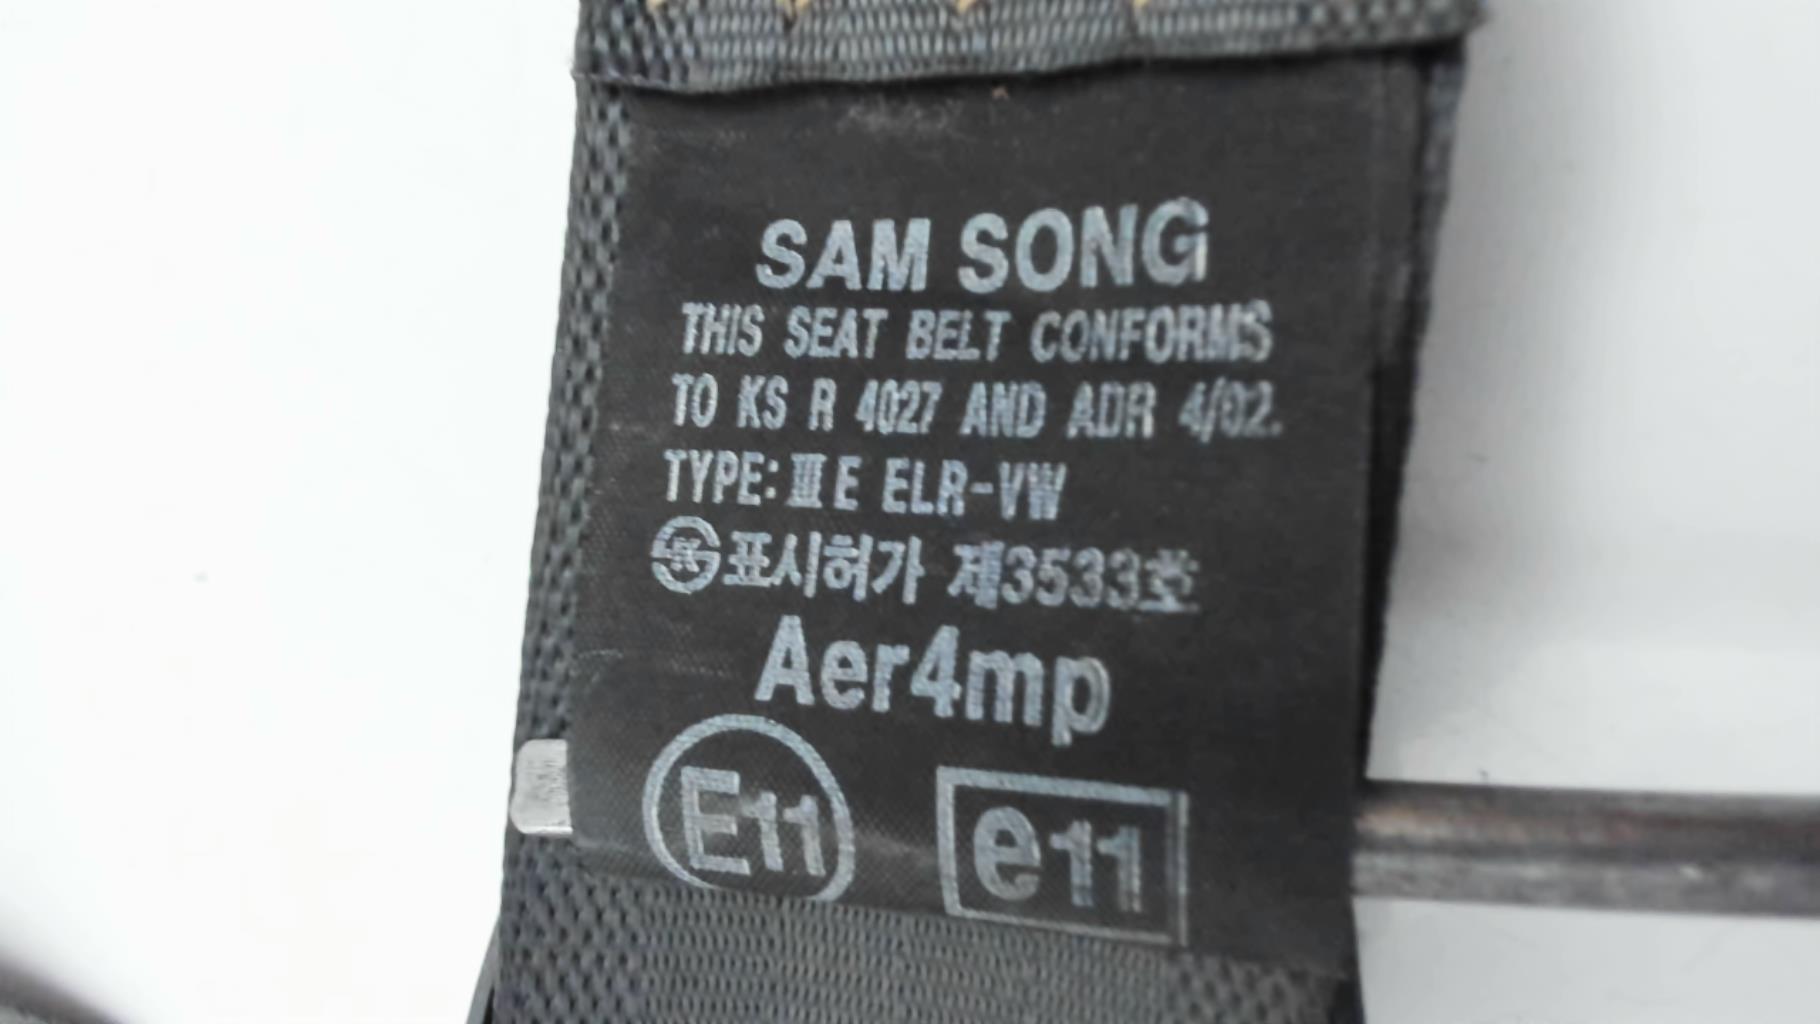 SAM SONG
THIS SEAT BELT CONFORMS
TO KS R 4027 AND ADR 4/02.
TYPE: Ⅲ E ELR-VW
㉿표시허가 제3533호
Aer4mp
E11 e11